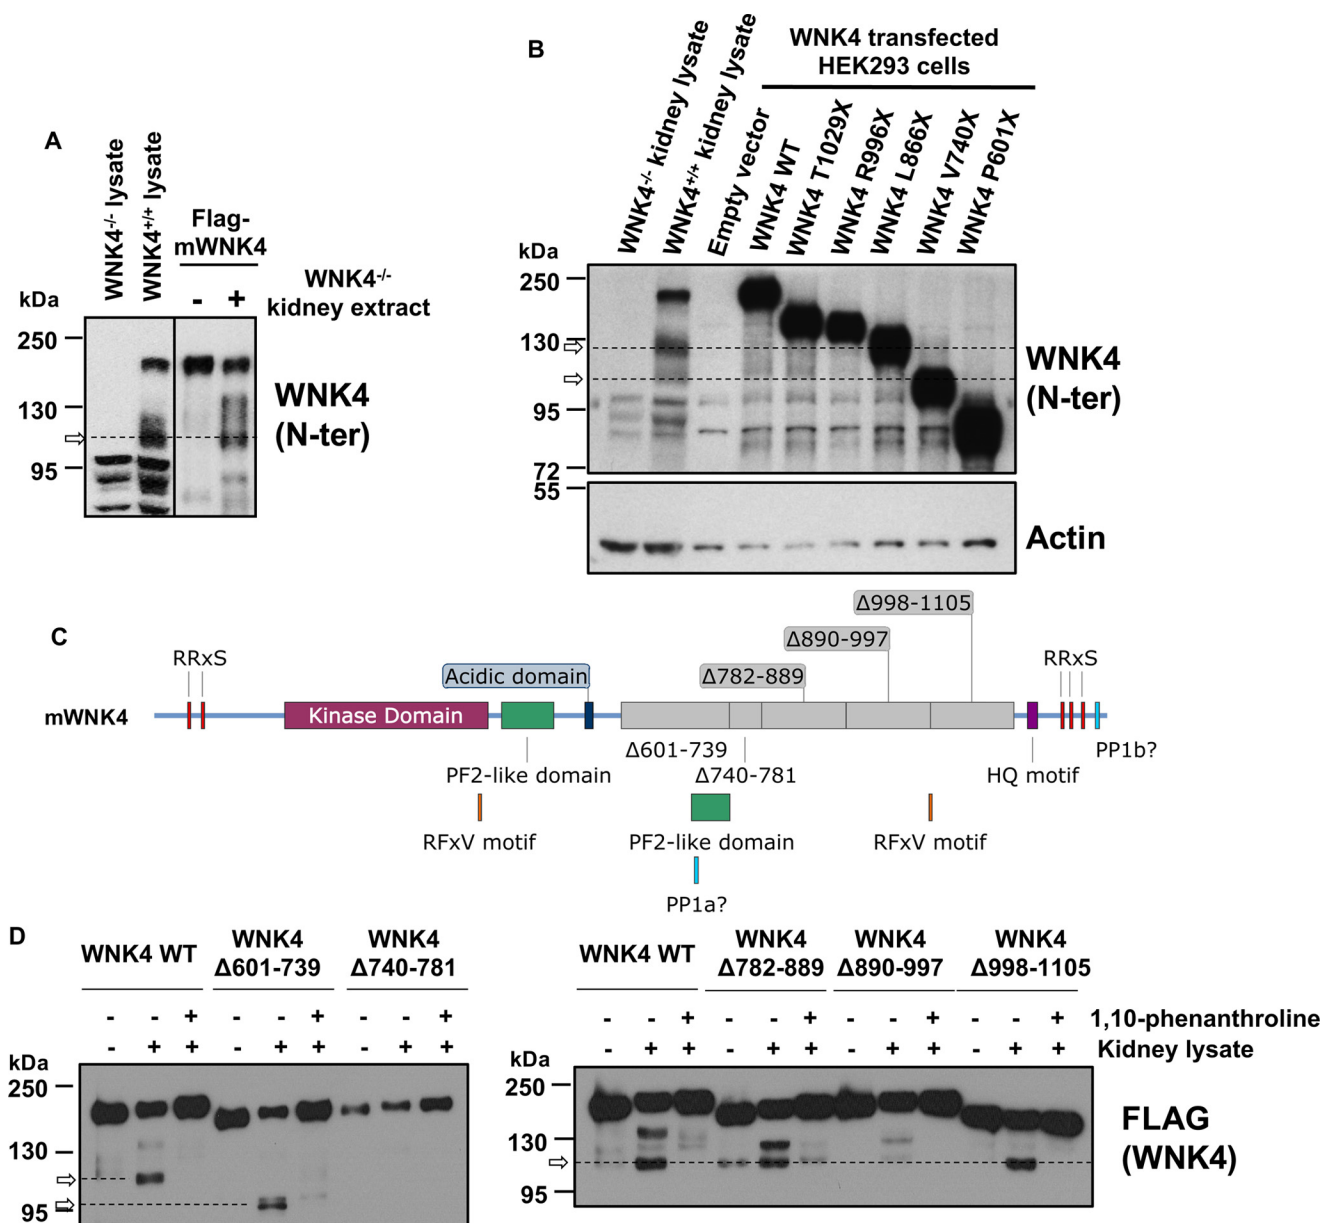 A
WNK4-/- lysate
WNK4+/+ lysate
Flag-
mWNK4
- +
WNK4-/-
kidney extract
kDa
250
130
95
WNK4
(N-ter)
B
WNK4 transfected
HEK293 cells
WNK4-/- kidney lysate
WNK4+/+ kidney lysate
Empty vector
WNK4 WT
WNK4 T1029X
WNK4 R996X
WNK4 L866X
WNK4 V740X
WNK4 P601X
kDa
250
130
95
72
55
WNK4
(N-ter)
Actin
C
Δ998-1105
Δ890-997
RRxS
Acidic domain
Δ782-889
RRxS
mWNK4
Kinase Domain
Δ601-739
PP1b?
PF2-like domain
Δ740-781
HQ motif
RFxV motif
PF2-like domain
RFxV motif
PP1a?
D
WNK4 WT
WNK4
Δ601-739
WNK4
Δ740-781
- - + - - + - - +
- + + - + + - + +
kDa
250
130
95
WNK4 WT
WNK4
Δ782-889
WNK4
Δ890-997
WNK4
Δ998-1105
- - + - - + - - + - - + 1,10-phenanthroline
- + + - + + - + + - + + Kidney lysate
kDa
250
130
95
FLAG
(WNK4)